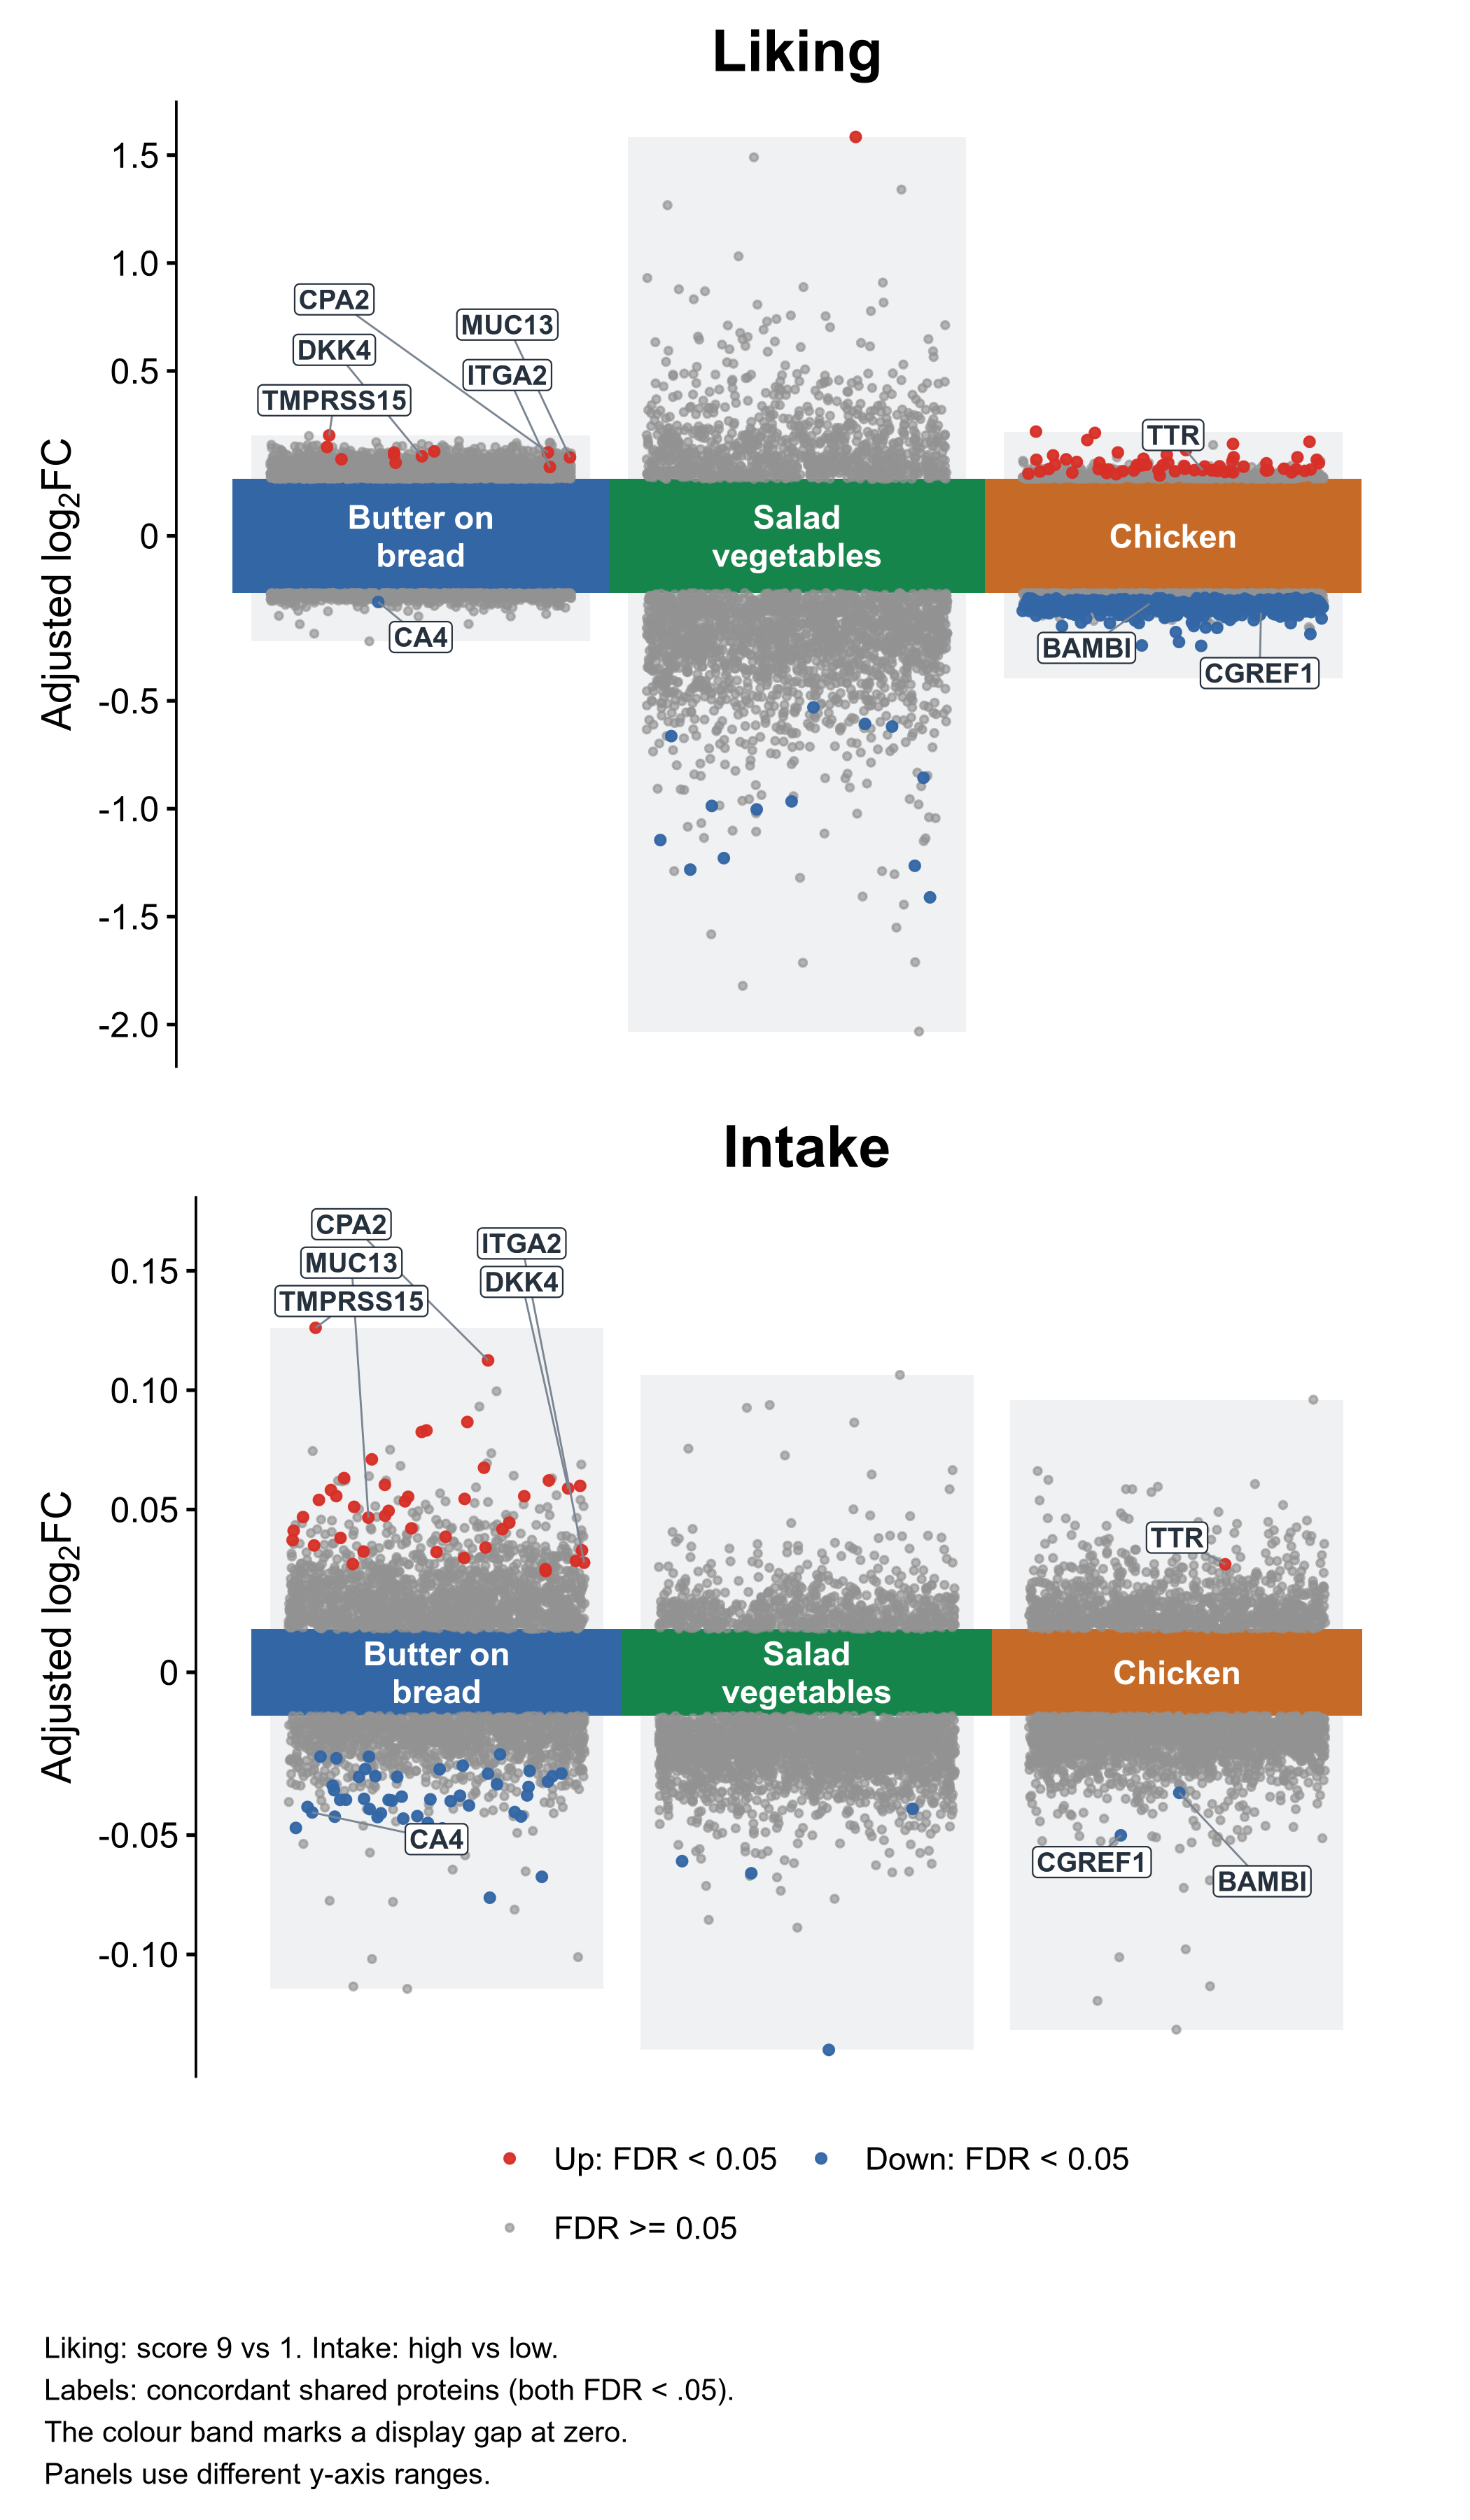 Liking
1.5
1.0
0.5
0
-0.5
-1.0
-1.5
-2.0
Adjusted log₂FC
CPA2
MUC13
DKK4
ITGA2
TMPRSS15
TTR
Butter on
bread
Salad
vegetables
Chicken
CA4
BAMBI
CGREF1
Intake
0.15
0.10
0.05
0
-0.05
-0.10
Adjusted log₂FC
CPA2
ITGA2
MUC13
DKK4
TMPRSS15
TTR
Butter on
bread
Salad
vegetables
Chicken
CA4
CGREF1
BAMBI
Up: FDR < 0.05
Down: FDR < 0.05
FDR >= 0.05
Liking: score 9 vs 1. Intake: high vs low.
Labels: concordant shared proteins (both FDR < .05).
The colour band marks a display gap at zero.
Panels use different y-axis ranges.